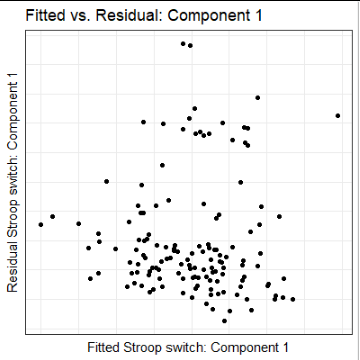 Fitted vs. Residual: Component 1
Residual Stroop switch: Component 1
Fitted Stroop switch: Component 1